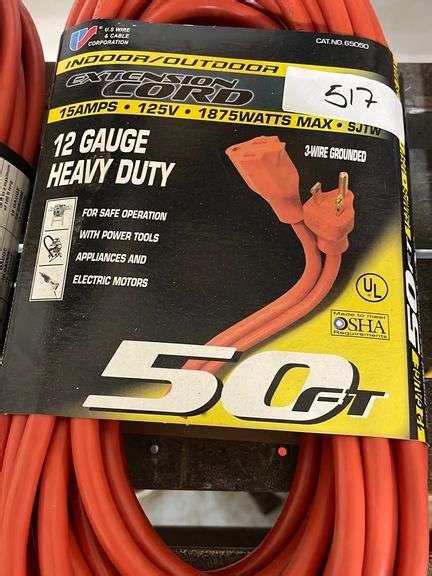 U.S WIRE
& CABLE
CORPORATION
CAT.NO.65050
INDOOR/OUTDOOR
EXTENSION
CORD
517
15AMPS • 125V • 1875WATTS MAX • SJTW
12 GAUGE
HEAVY DUTY
3-WIRE GROUNDED
FOR SAFE OPERATION
WITH POWER TOOLS
APPLIANCES AND
ELECTRIC MOTORS
UL
Made to meet
OSHA
Requirements
50FT
50FT